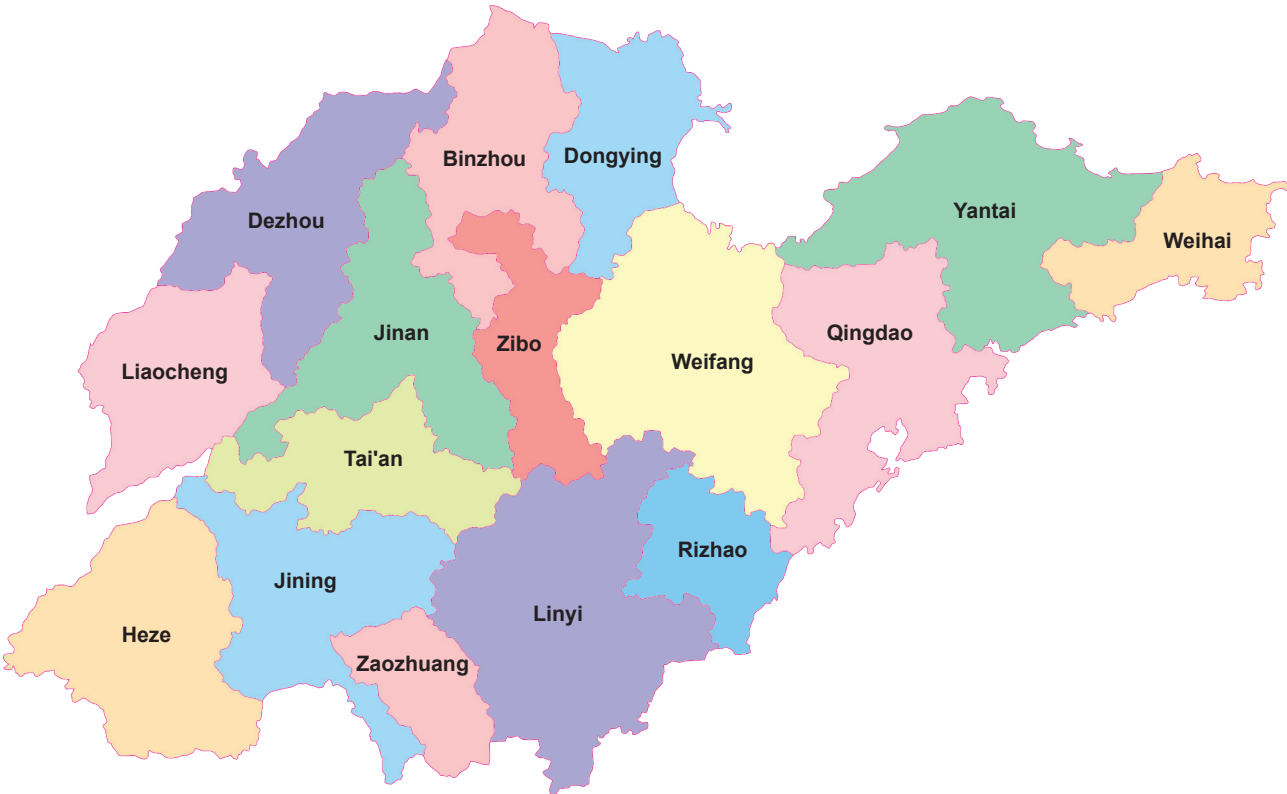 Binzhou
Dongying
Dezhou
Yantai
Weihai
Jinan
Zibo
Qingdao
Weifang
Liaocheng
Tai'an
Rizhao
Jining
Linyi
Heze
Zaozhuang